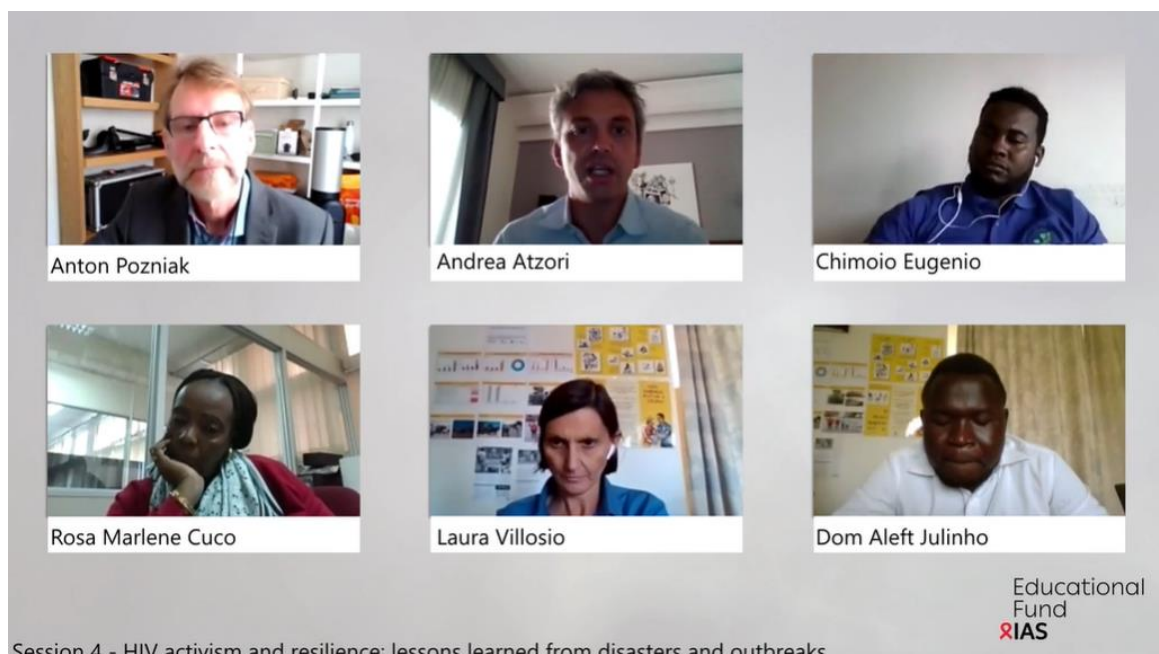 Anton Pozniak
Andrea Atzori
Chimoio Eugenio
Rosa Marlene Cuco
Laura Villosio
Dom Aleft Julinho
Educational
Fund
IAS
Session 4 - HIV activism and resilience: lessons learned from disasters and outbreaks